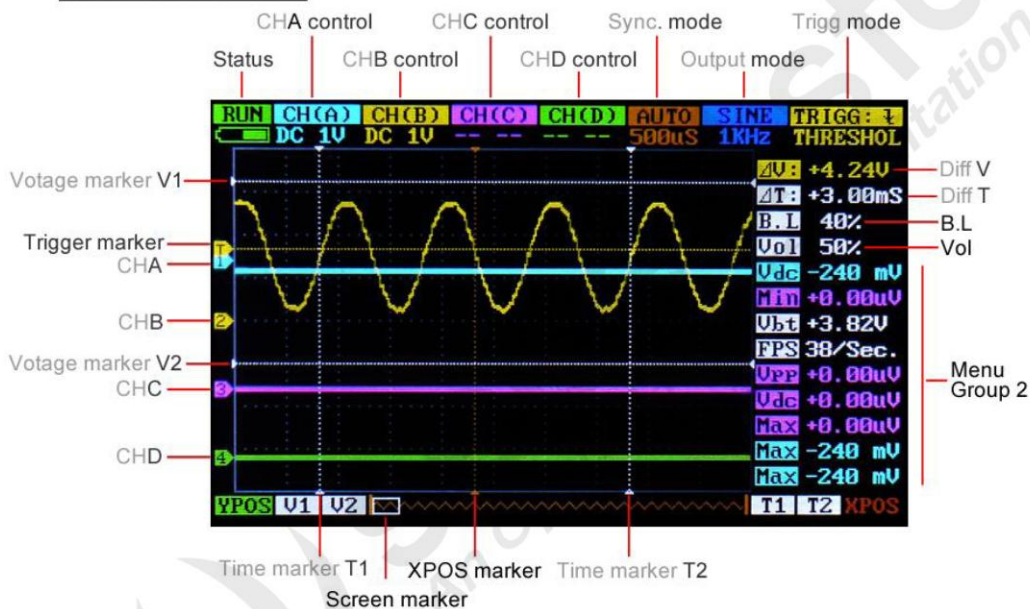 CHA control CHC control Sync. mode Trigg mode
Status CHB control CHD control Output mode
RUN CH(A) CH(B) CH(C) CH(D) AUTO SINE TRIGG:
DC 1V DC 1V -- -- -- -- 500uS 1KHz THRESHOL
Votage marker V1
ΔV: +4.24V Diff V
ΔT: +3.00mS Diff T
B.L 40% B.L
Trigger marker T Vol 50% Vol
CHA 1 Vdc -240 mV
Min +0.00uV
CHB 2 Vbt +3.82V
FPS 38/Sec.
Votage marker V2 Vpp +0.00uV Menu
CHC 3 Vdc +0.00uV Group 2
Max +0.00uV
CHD 4 Max -240 mV
Max -240 mV
YPOS V1 V2 T1 T2 XPOS
Time marker T1 XPOS marker Time marker T2
Screen marker